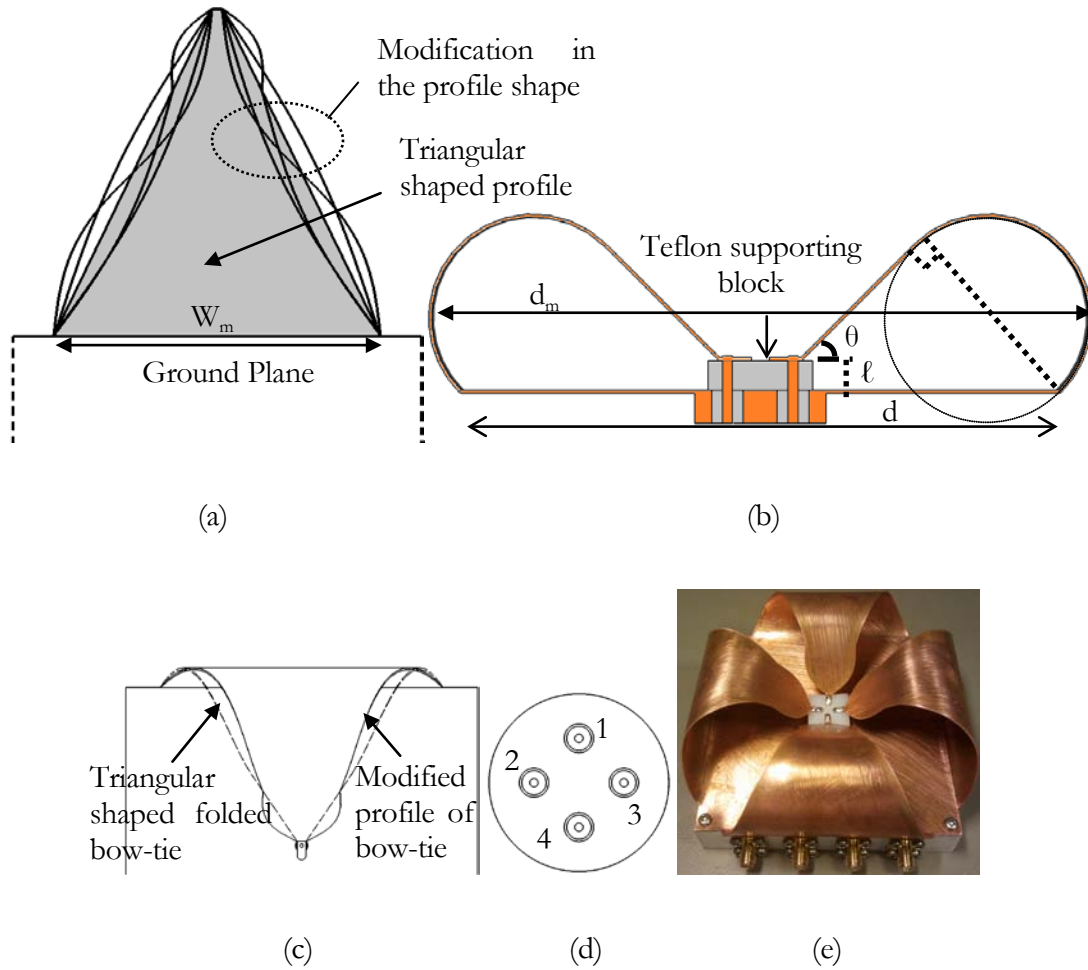 Modification in
the profile shape
Triangular
shaped profile
W_m
Ground Plane
Teflon supporting
block
d_m
θ
ℓ
d
(a)
(b)
Triangular
shaped folded
bow-tie
Modified
profile of
bow-tie
1
2
3
4
(c)
(d)
(e)